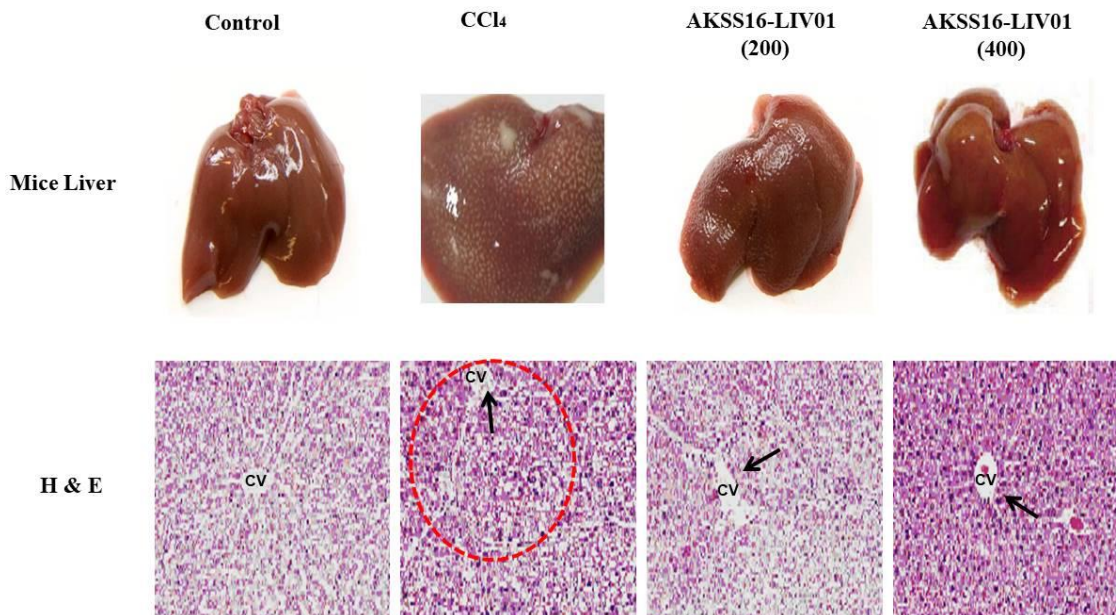 Control
CCl₄
AKSS16-LIV01
(200)
AKSS16-LIV01
(400)
Mice Liver
CV
CV
CV
CV
H & E